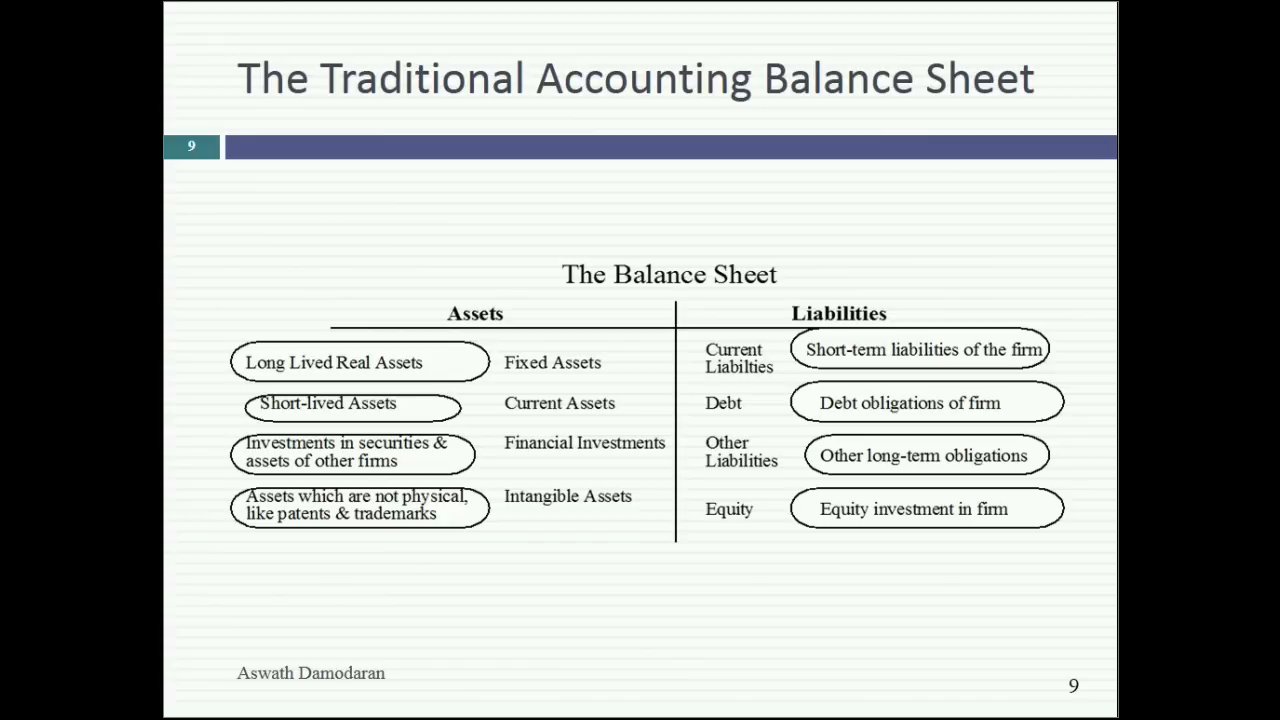 The Traditional Accounting Balance Sheet
9
The Balance Sheet
Assets
Liabilities
Long Lived Real Assets
Fixed Assets
Short-lived Assets
Current Assets
Investments in securities &
assets of other firms
Financial Investments
Assets which are not physical,
like patents & trademarks
Intangible Assets
Current
Liabilties
Short-term liabilities of the firm
Debt
Debt obligations of firm
Other
Liabilities
Other long-term obligations
Equity
Equity investment in firm
Aswath Damodaran
9